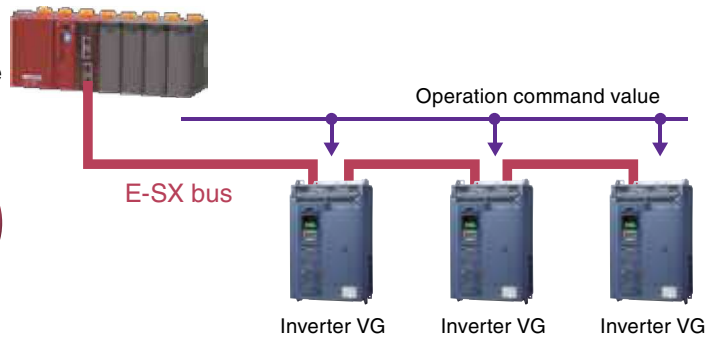 Operation command value
E-SX bus
Inverter VG
Inverter VG
Inverter VG